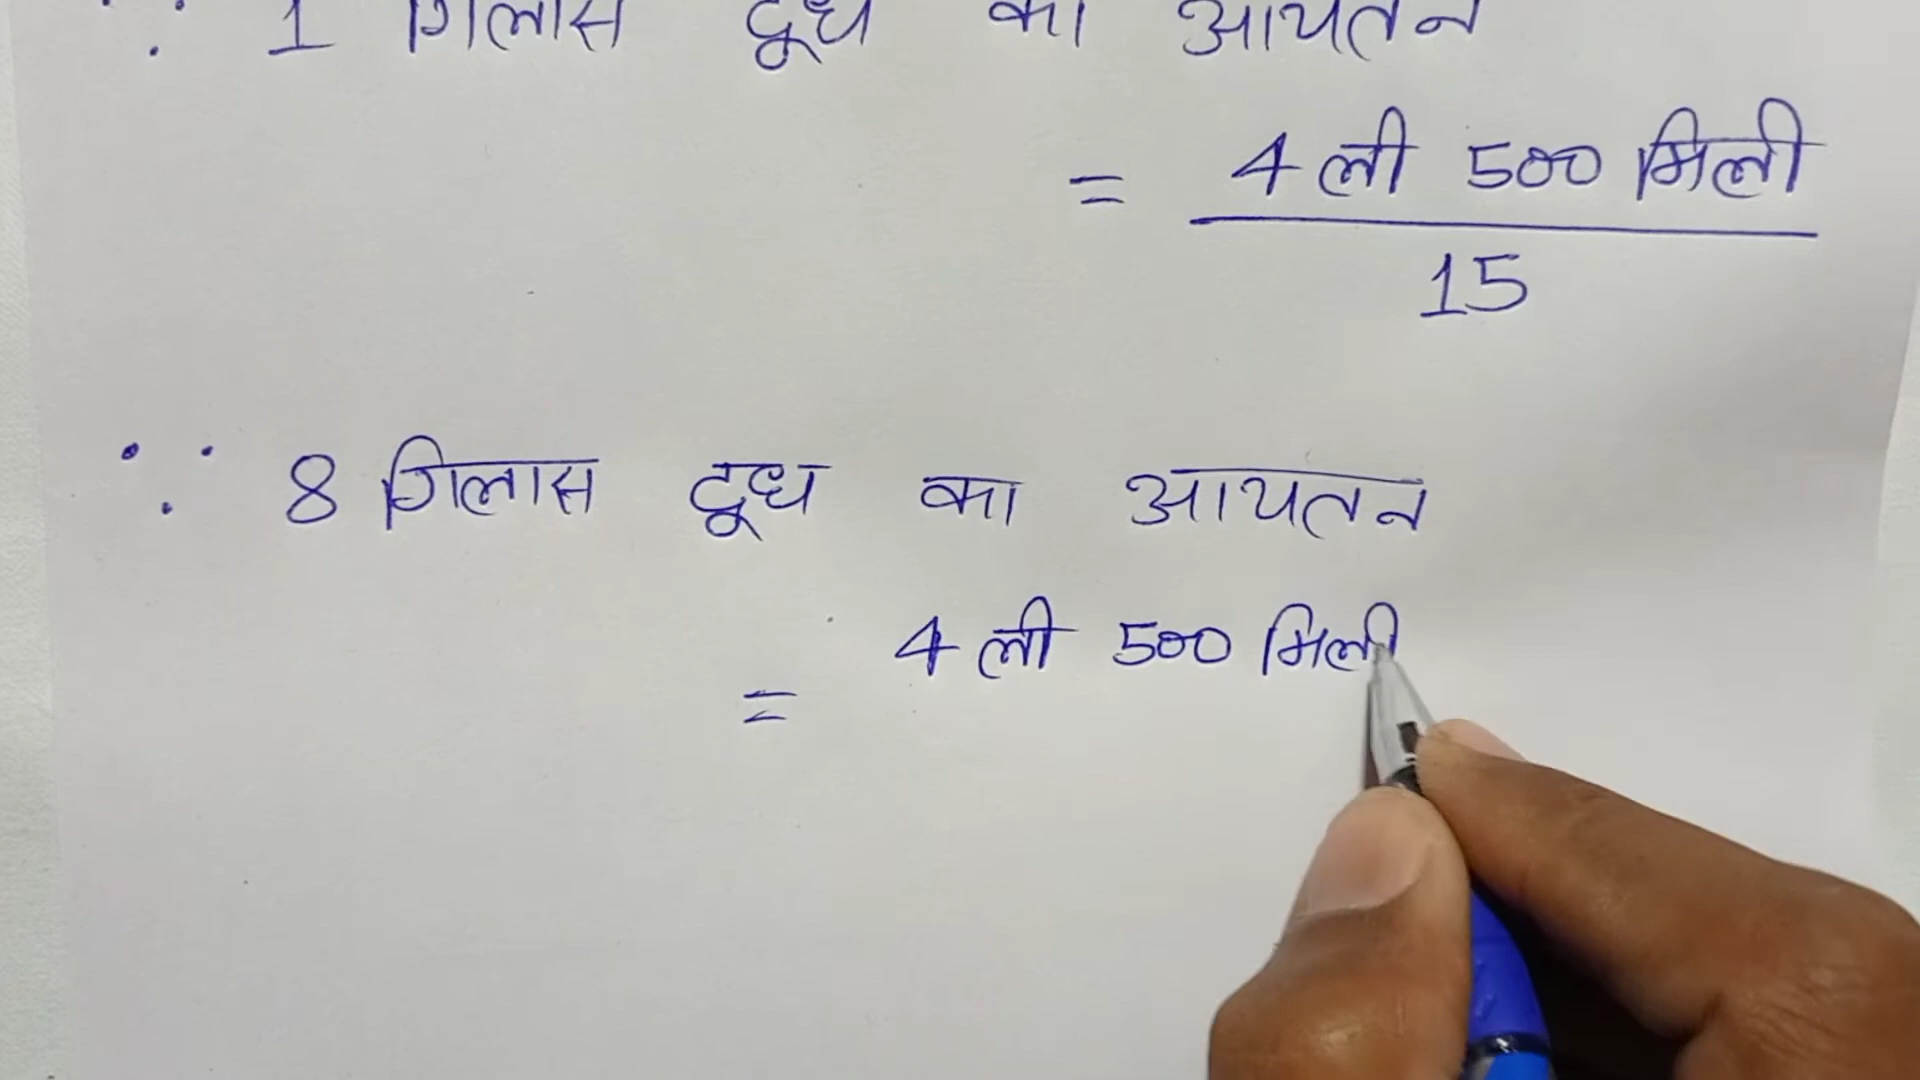 ∵ 1 गिलास दूध का आयतन
= 4 ली 500 मिली
15
∵ 8 गिलास दूध का आयतन
= 4 ली 500 मिली